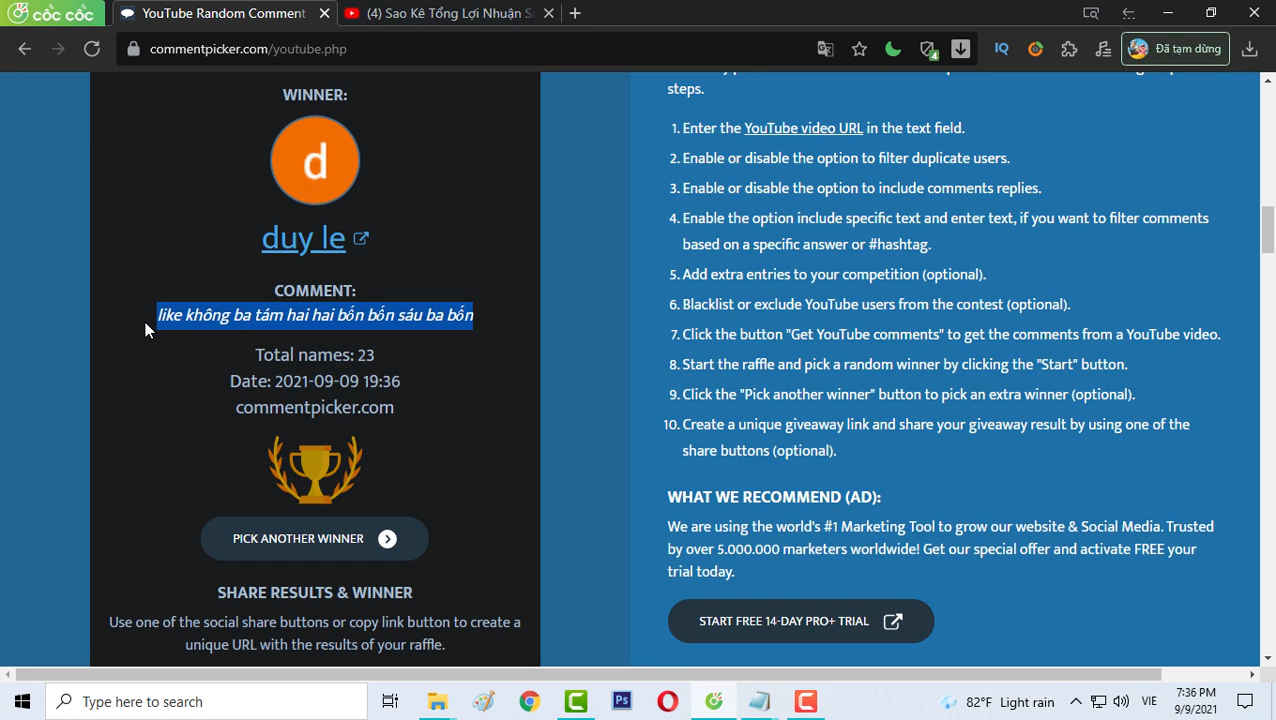 cốc cốc
YouTube Random Comment
(4) Sao Kê Tổng Lợi Nhuận S
commentpicker.com/youtube.php
4
IQ
Đã tạm dừng
WINNER:
d
duy le
COMMENT:
like không ba tám hai hai bốn bốn sáu ba bốn
Total names: 23
Date: 2021-09-09 19:36
commentpicker.com
PICK ANOTHER WINNER
SHARE RESULTS & WINNER
Use one of the social share buttons or copy link button to create a
unique URL with the results of your raffle.
steps.
1. Enter the YouTube video URL in the text field.
2. Enable or disable the option to filter duplicate users.
3. Enable or disable the option to include comments replies.
4. Enable the option include specific text and enter text, if you want to filter comments
based on a specific answer or #hashtag.
5. Add extra entries to your competition (optional).
6. Blacklist or exclude YouTube users from the contest (optional).
7. Click the button "Get YouTube comments" to get the comments from a YouTube video.
8. Start the raffle and pick a random winner by clicking the "Start" button.
9. Click the "Pick another winner" button to pick an extra winner (optional).
10. Create a unique giveaway link and share your giveaway result by using one of the
share buttons (optional).
WHAT WE RECOMMEND (AD):
We are using the world's #1 Marketing Tool to grow our website & Social Media. Trusted
by over 5.000.000 marketers worldwide! Get our special offer and activate FREE your
trial today.
START FREE 14-DAY PRO+ TRIAL
Type here to search
Ps
82°F Light rain
VIE
7:36 PM
9/9/2021